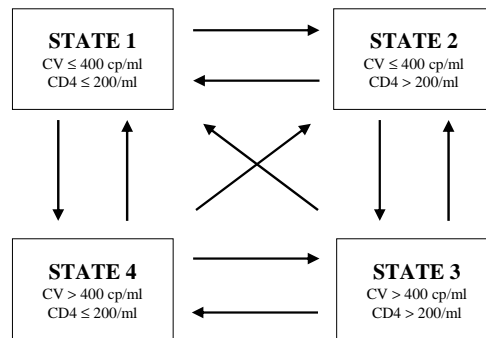 STATE 1
CV ≤ 400 cp/ml
CD4 ≤ 200/ml
STATE 2
CV ≤ 400 cp/ml
CD4 > 200/ml
STATE 4
CV > 400 cp/ml
CD4 ≤ 200/ml
STATE 3
CV > 400 cp/ml
CD4 > 200/ml